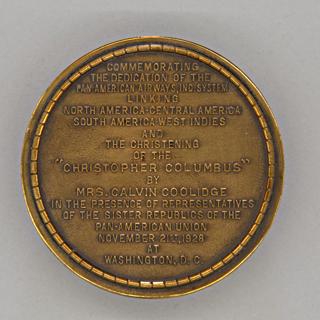 COMMEMORATING
THE DEDICATION OF THE
PAN-AMERICAN AIRWAYS, INC. SYSTEM
LINKING
NORTH AMERICA-CENTRAL AMERICA
SOUTH AMERICA-WEST INDIES
AND
THE CHRISTENING
OF THE
"CHRISTOPHER COLUMBUS"
BY
MRS. CALVIN COOLIDGE
IN THE PRESENCE OF REPRESENTATIVES
OF THE SISTER REPUBLICS OF THE
PAN-AMERICAN UNION
NOVEMBER 21ST, 1928
AT
WASHINGTON, D.C.